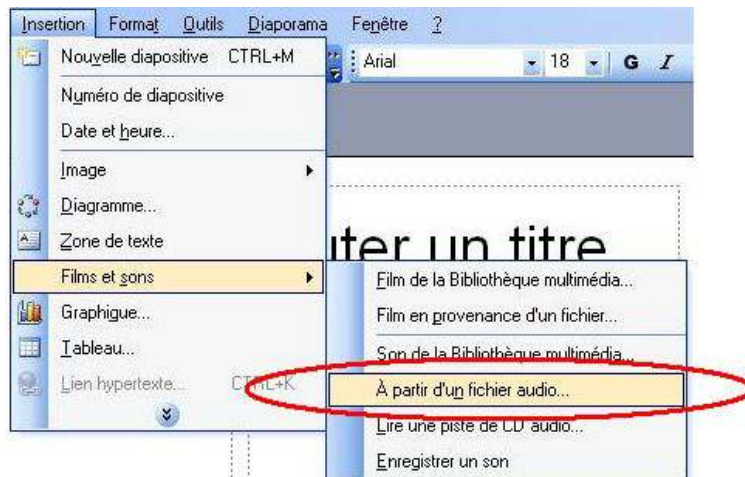 Insertion Format Outils Diaporama Fenêtre ?
Nouvelle diapositive CTRL+M
Arial 18 G I
Numéro de diapositive
Date et heure...
Image
Diagramme...
Zone de texte
uter un titre
Films et sons
Film de la Bibliothèque multimédia...
Graphique...
Film en provenance d'un fichier...
Tableau...
Son de la Bibliothèque multimédia...
Lien hypertexte... CTRL+K
À partir d'un fichier audio...
Lire une piste de CD audio...
Enregistrer un son